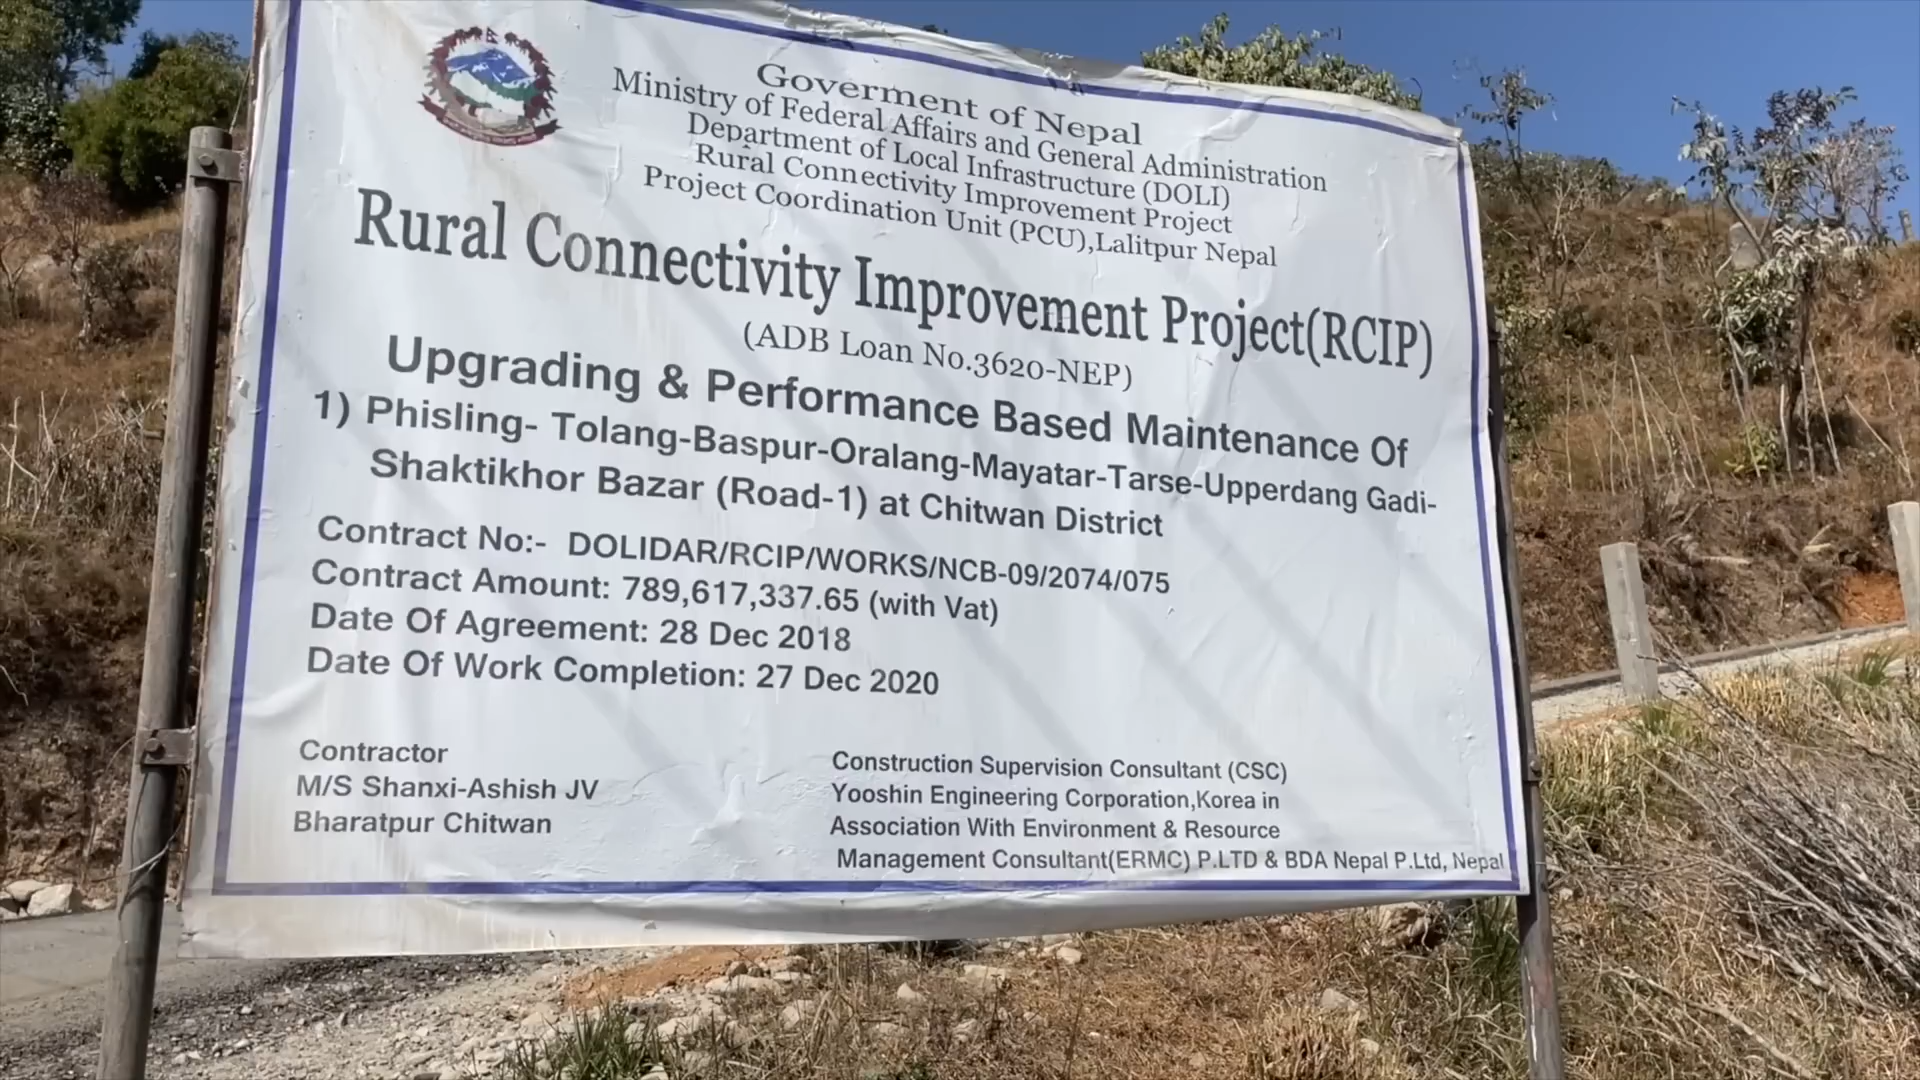 Goverment of Nepal
Ministry of Federal Affairs and General Administration
Department of Local Infrastructure (DOLI)
Rural Connectivity Improvement Project
Project Coordination Unit (PCU),Lalitpur Nepal
Rural Connectivity Improvement Project(RCIP)
(ADB Loan No.3620-NEP)
Upgrading & Performance Based Maintenance Of
1) Phisling- Tolang-Baspur-Oralang-Mayatar-Tarse-Upperdang Gadi-
Shaktikhor Bazar (Road-1) at Chitwan District
Contract No:- DOLIDAR/RCIP/WORKS/NCB-09/2074/075
Contract Amount: 789,617,337.65 (with Vat)
Date Of Agreement: 28 Dec 2018
Date Of Work Completion: 27 Dec 2020
Contractor
M/S Shanxi-Ashish JV
Bharatpur Chitwan
Construction Supervision Consultant (CSC)
Yooshin Engineering Corporation,Korea in
Association With Environment & Resource
Management Consultant(ERMC) P.LTD & BDA Nepal P.Ltd, Nepal